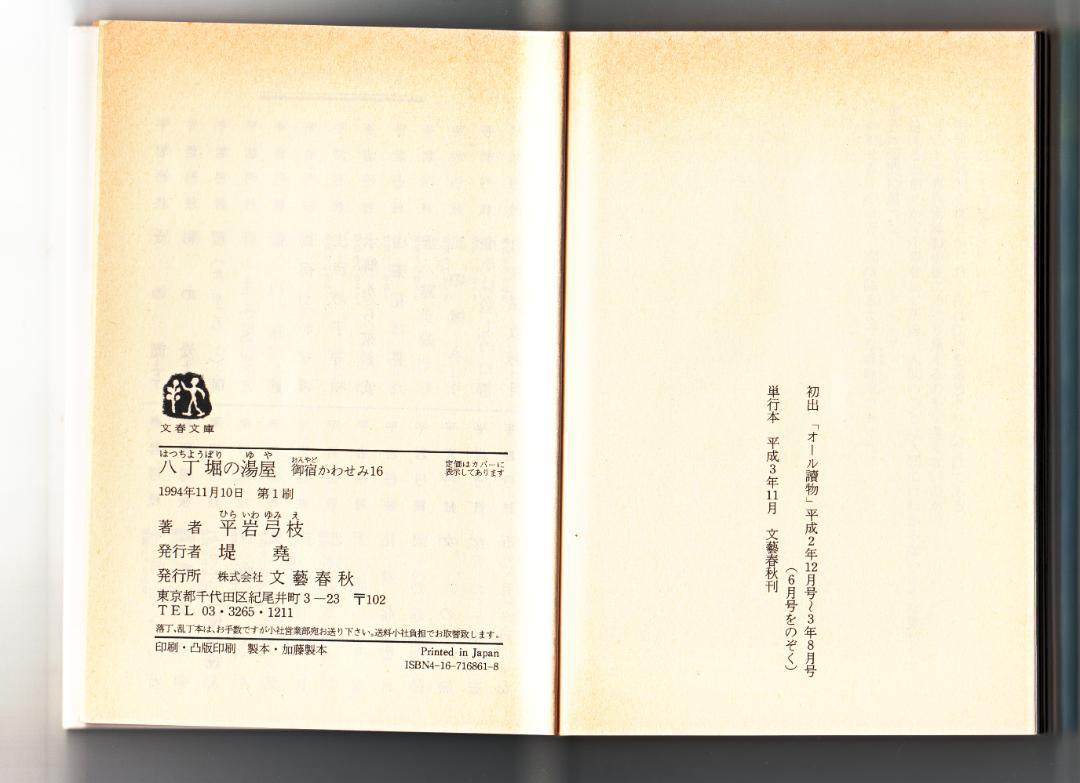 初出 「オール讀物」平成2年12月号~3年8月号
(6月号をのぞく)
単行本 平成3年11月 文藝春秋刊
文春文庫
はつちようぼり ゆ や おんやど
八丁堀の湯屋 御宿かわせみ16
定価はカバーに
表示してあります
1994年11月10日 第1刷
ひら いわ ゆみ え
著 者 平岩弓枝
発行者 堤 堯
発行所 株式会社 文藝春秋
東京都千代田区紀尾井町3―23 〒102
TEL 03・3265・1211
落丁、乱丁本は、お手数ですが小社営業部宛お送り下さい。送料小社負担でお取替致します。
印刷・凸版印刷 製本・加藤製本
Printed in Japan
ISBN4-16-716861-8